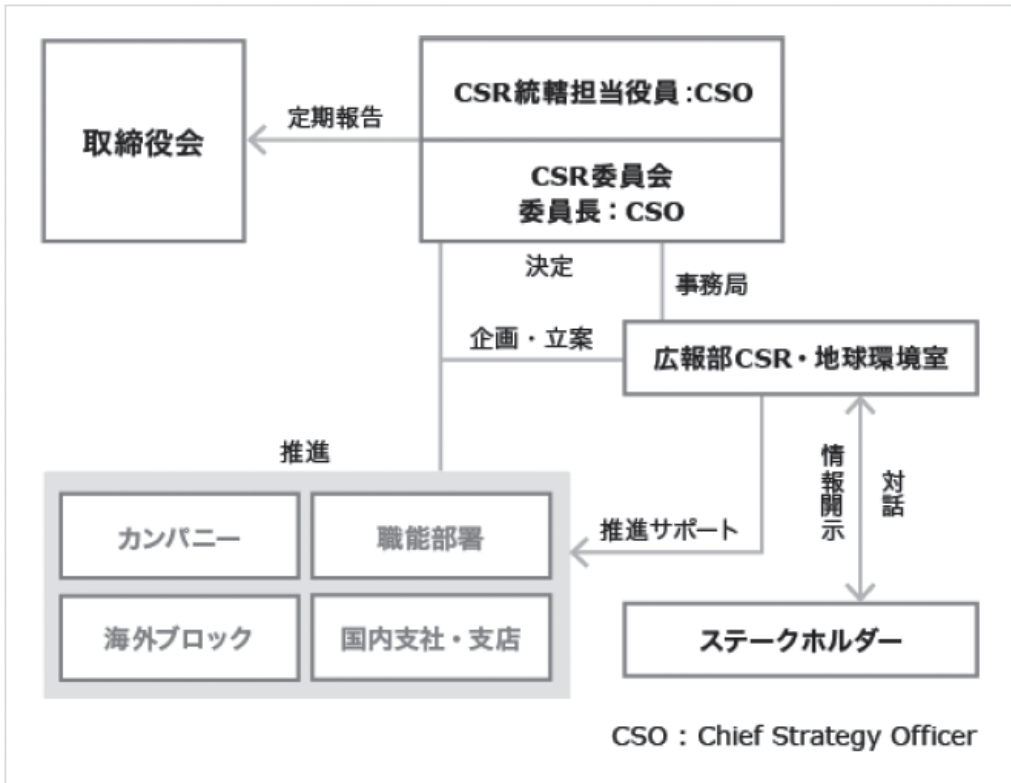 取締役会
定期報告
CSR統轄担当役員:CSO
CSR委員会
委員長：CSO
決定
事務局
企画・立案
広報部CSR・地球環境室
推進
カンパニー
職能部署
海外ブロック
国内支社・支店
推進サポート
情報開示
対話
ステークホルダー
CSO : Chief Strategy Officer